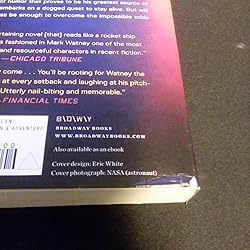 of humor that proves to be his greatest source of
embarks on a dogged quest to stay alive. But will
be enough to overcome the impossible odds
ertaining novel [that] reads like a rocket ship
ashioned in Mark Watney one of the most
and resourceful characters in recent fiction."
—CHICAGO TRIBUNE
come . . . You'll be rooting for Watney the
at every setback and laughing at his pitch-
Utterly nail-biting and memorable."
—FINANCIAL TIMES
B\D\WAY
BROADWAY BOOKS
WWW.BROADWAYBOOKS.COM
Also available as an ebook
Cover design: Eric White
Cover photograph: NASA (astronaut)
CAN
N & ADVENTURE
00